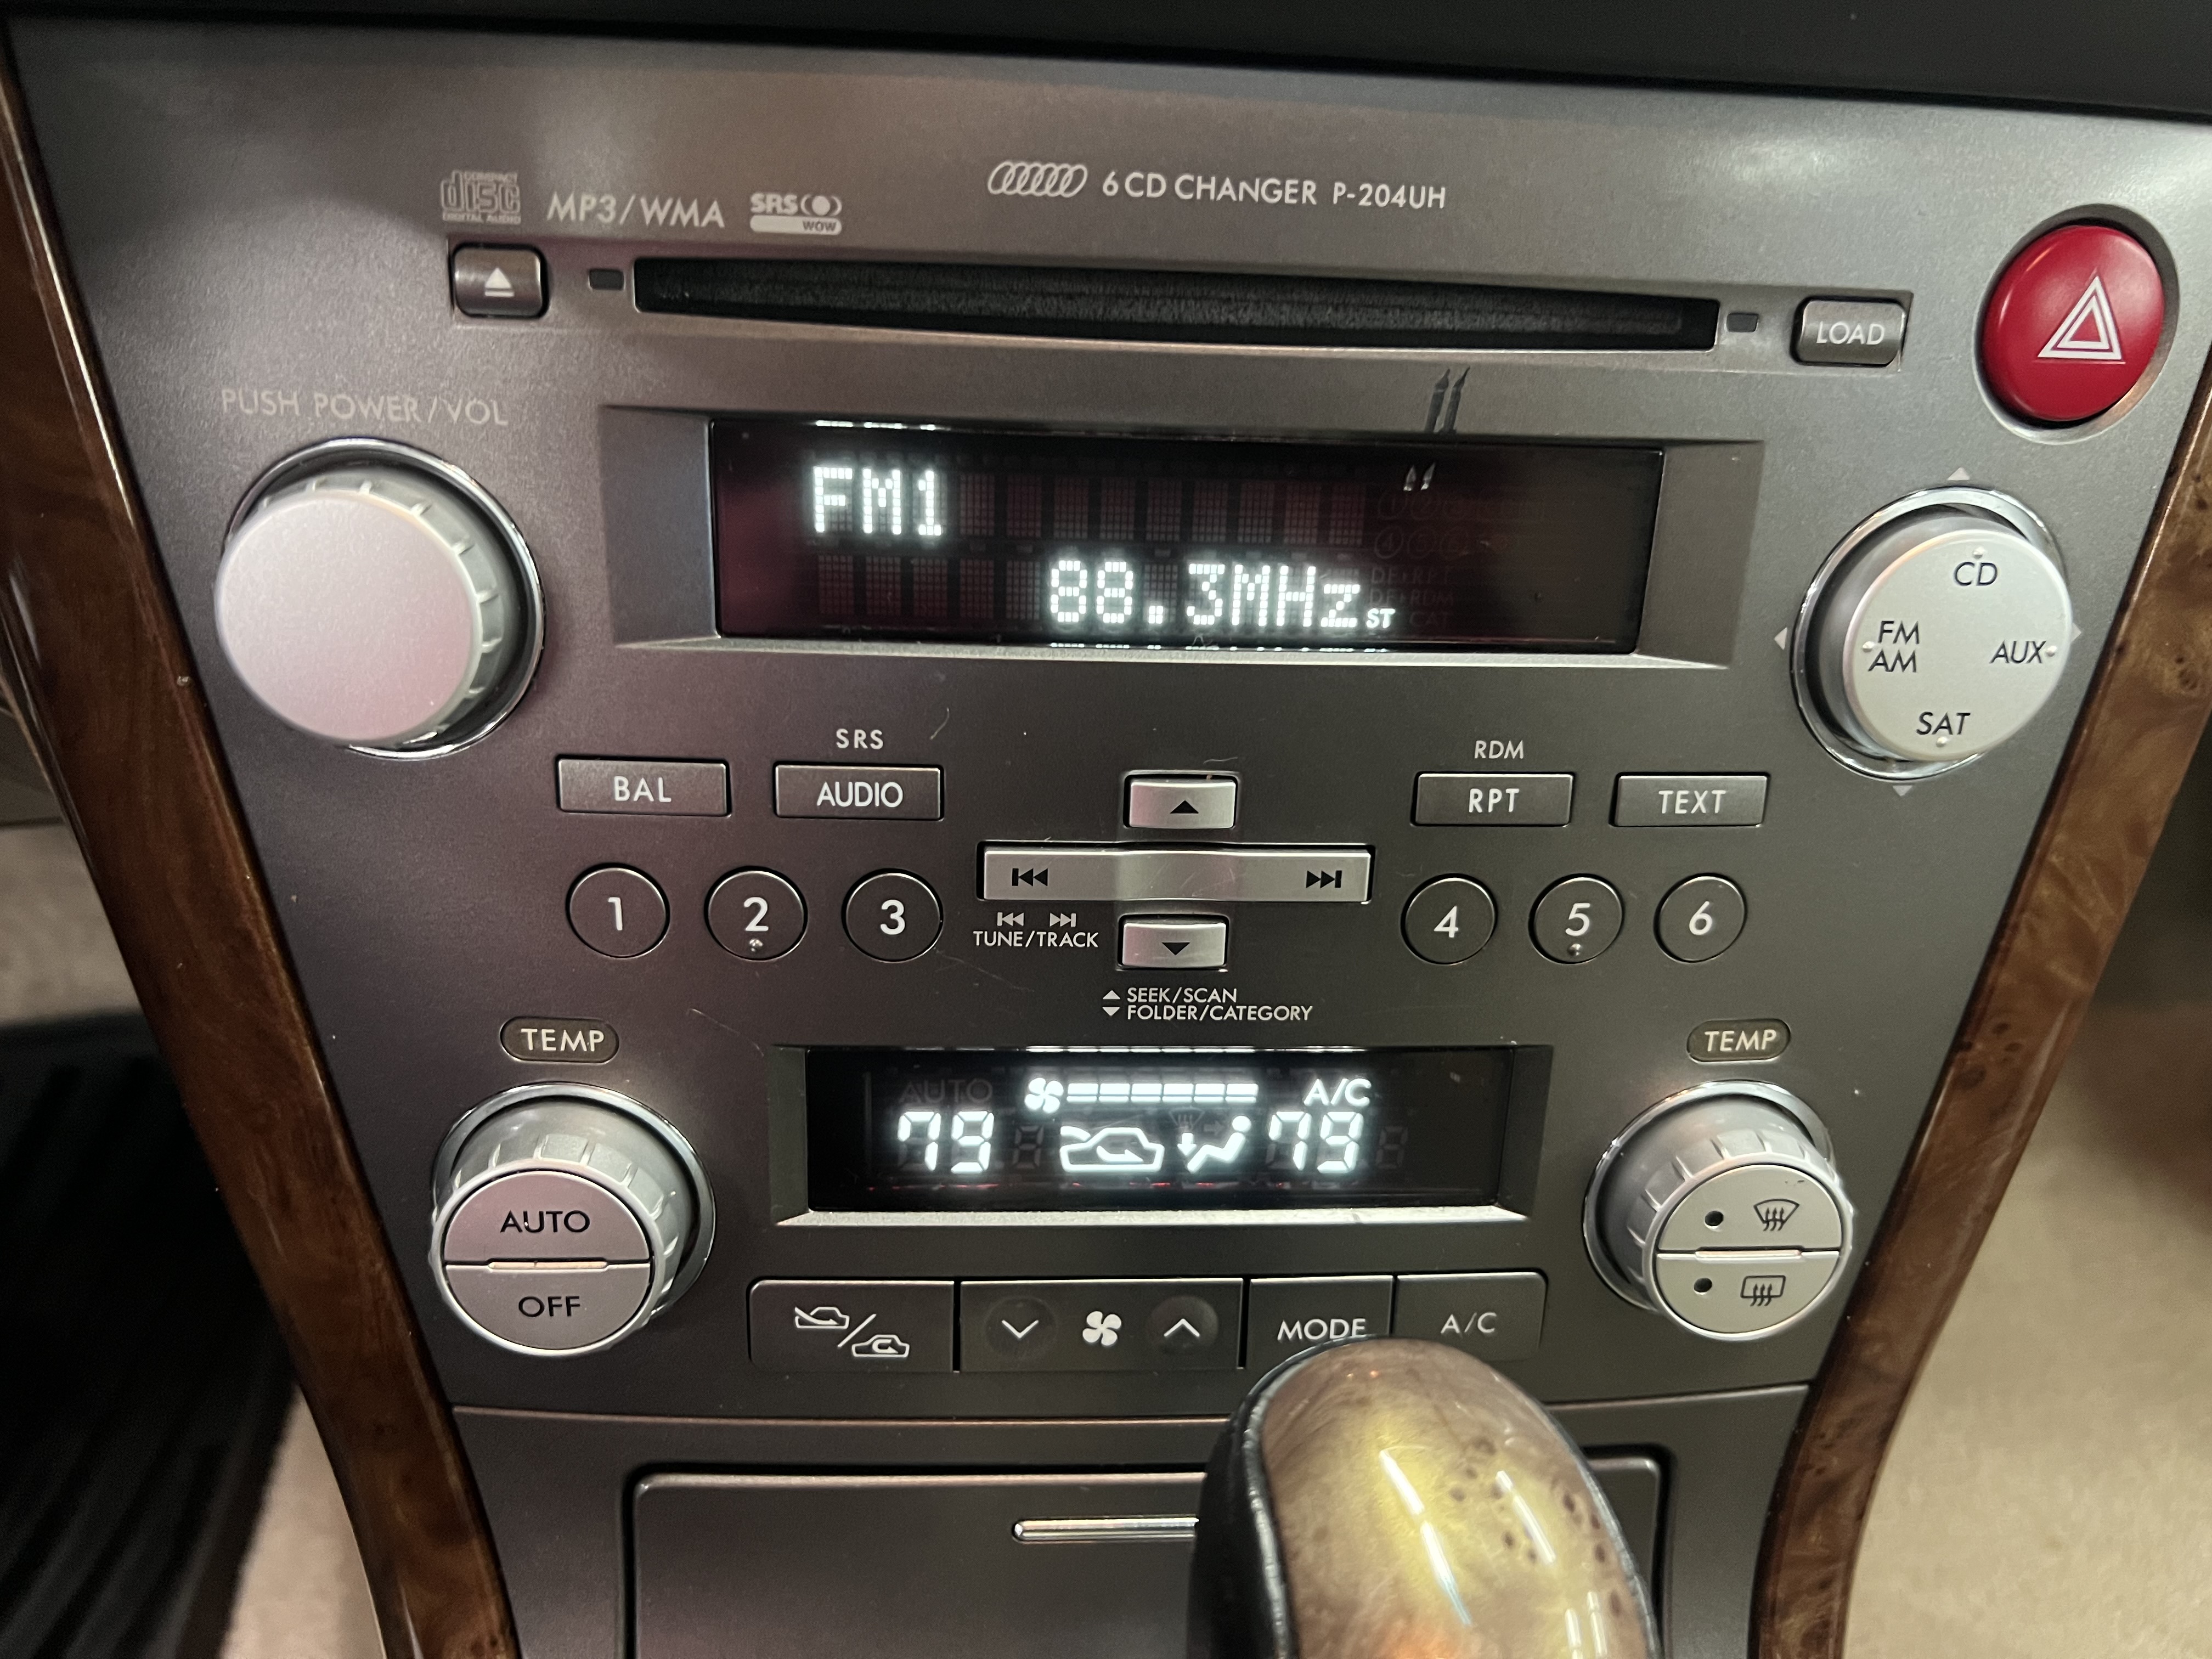 COMPACT
disc
DIGITAL AUDIO
MP3/WMA
SRS
WOW
6 CD CHANGER P-204UH
LOAD
PUSH POWER/VOL
FM1
88.3MHz ST
CD
FM
AM
AUX
SAT
SRS
RDM
BAL
AUDIO
RPT
TEXT
1
2
3
4
5
6
TUNE/TRACK
SEEK/SCAN
FOLDER/CATEGORY
TEMP
TEMP
AUTO
A/C
79
79
AUTO
OFF
MODE
A/C